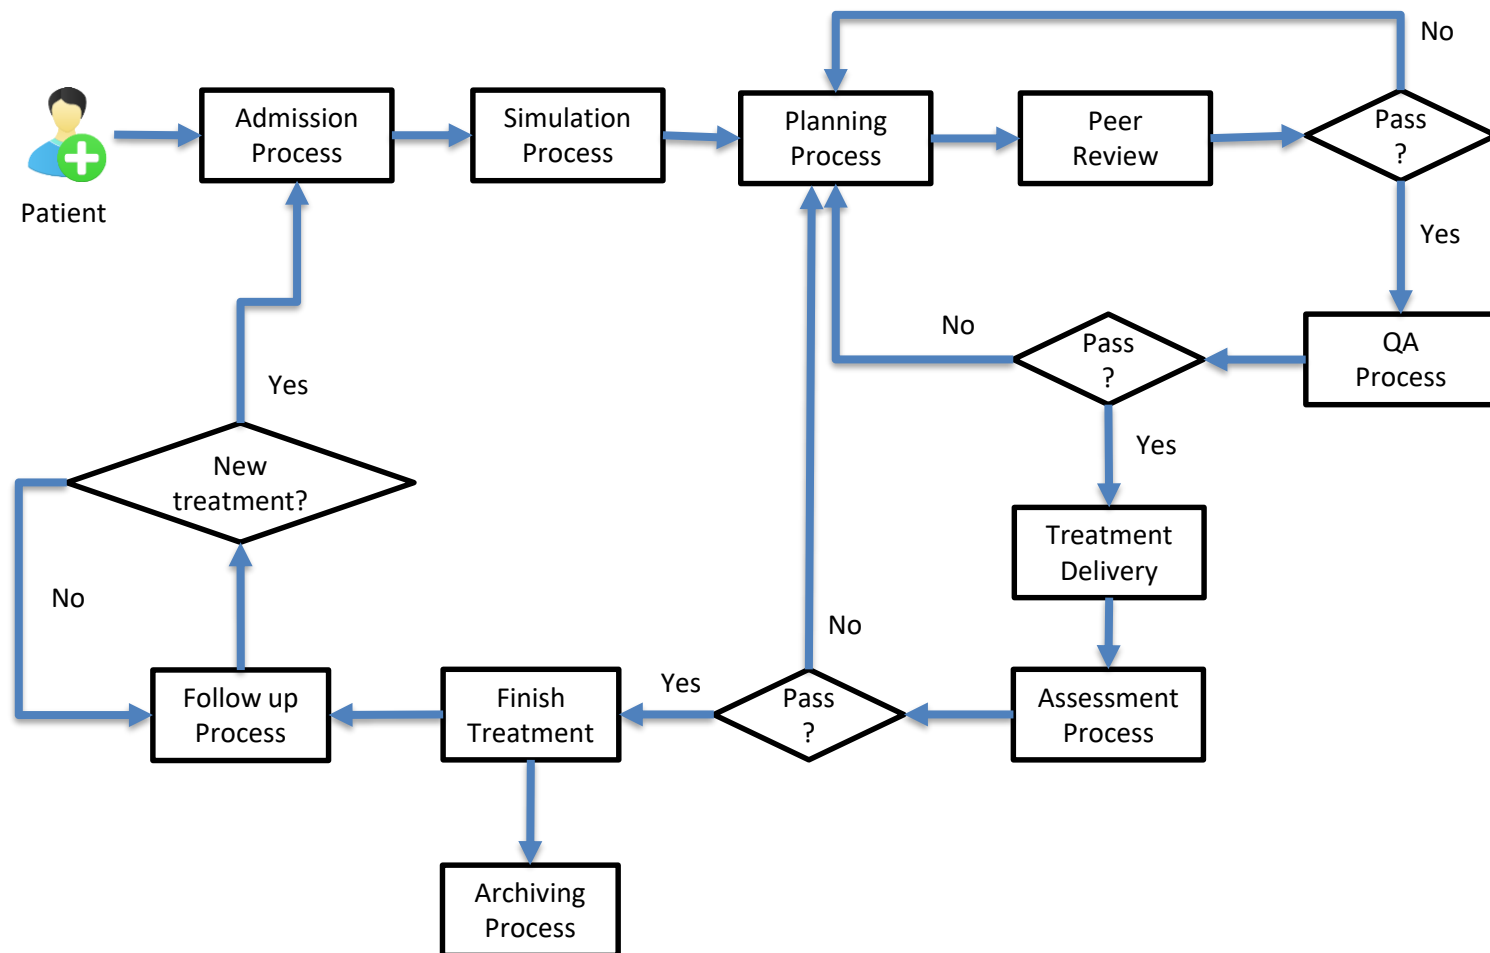 No
Admission
Process
Simulation
Process
Planning
Process
Peer
Review
Pass
?
Patient
Yes
No
Pass
?
QA
Process
Yes
Yes
New
treatment?
Treatment
Delivery
No
No
Follow up
Process
Finish
Treatment
Yes
Pass
?
Assessment
Process
Archiving
Process